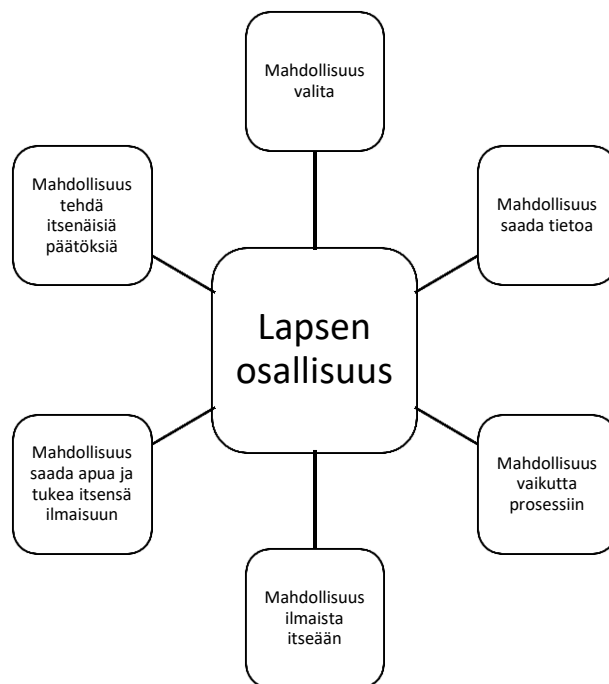 Mahdollisuus
valita
Mahdollisuus
tehdä
itsenäisiä
päätöksiä
Mahdollisuus
saada tietoa
Lapsen
osallisuus
Mahdollisuus
saada apua ja
tukea itsensä
ilmaisuun
Mahdollisuus
vaikutta
prosessiin
Mahdollisuus
ilmaista
itseään